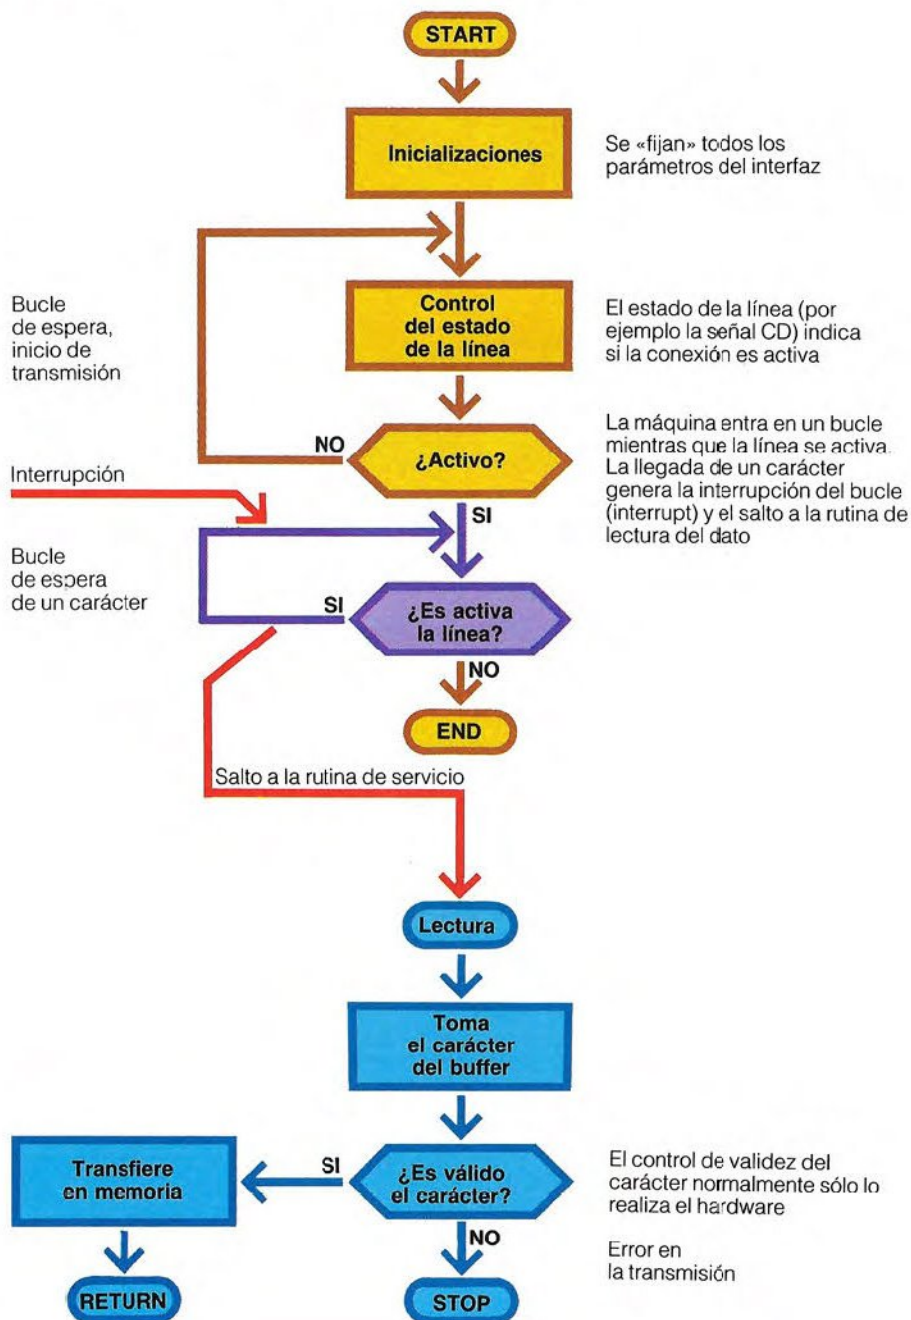 START
Inicializaciones
Se «fijan» todos los
parámetros del interfaz
Bucle
de espera,
inicio de
transmisión
Control
del estado
de la línea
El estado de la línea (por
ejemplo la señal CD) indica
si la conexión es activa
NO
¿Activo?
La máquina entra en un bucle
mientras que la línea se activa.
La llegada de un carácter
genera la interrupción del bucle
(interrupt) y el salto a la rutina de
lectura del dato
Interrupción
SI
Bucle
de espera
de un carácter
SI
¿Es activa
la línea?
NO
END
Salto a la rutina de servicio
Lectura
Toma
el carácter
del buffer
Transfiere
en memoria
SI
¿Es válido
el carácter?
El control de validez del
carácter normalmente sólo lo
realiza el hardware
NO
Error en
la transmisión
RETURN
STOP